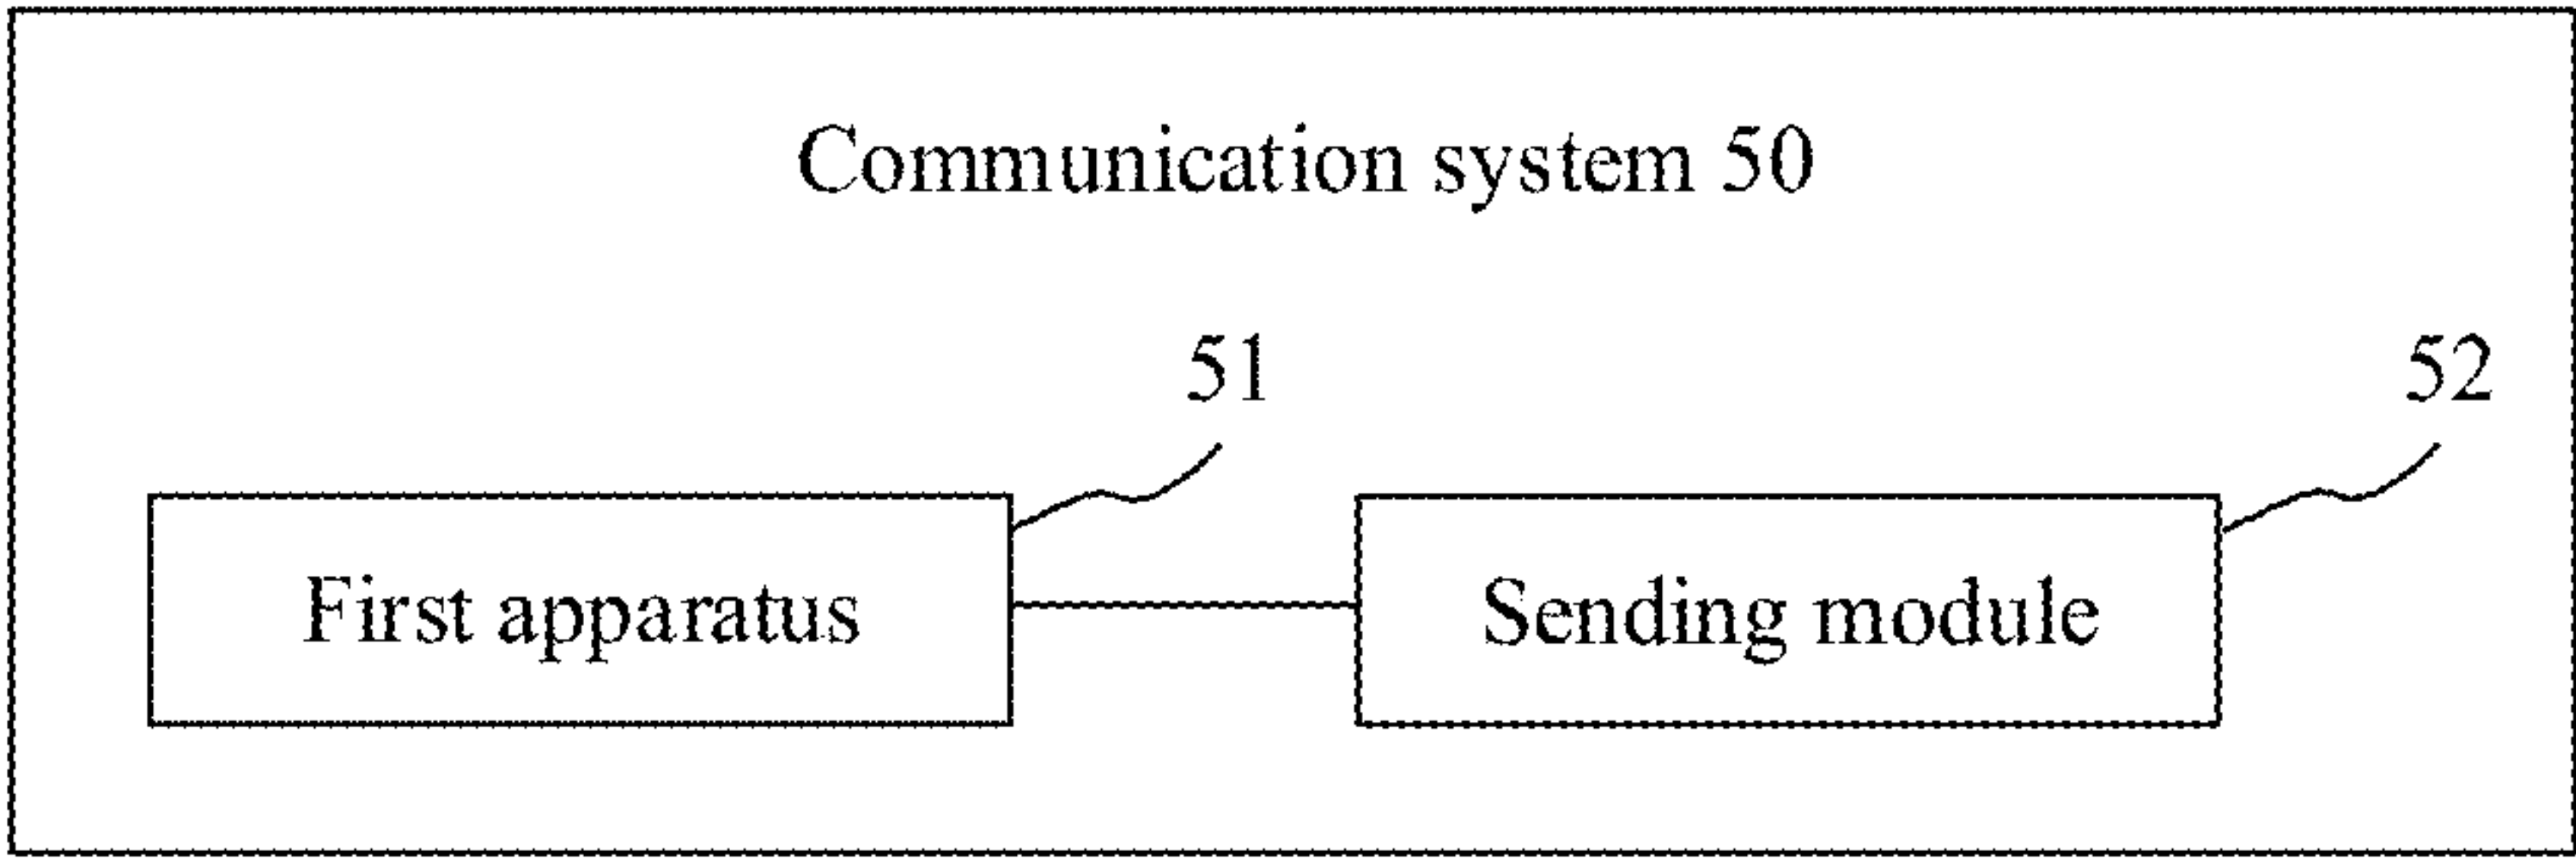 Communication system 50
51
52
First apparatus
Sending module